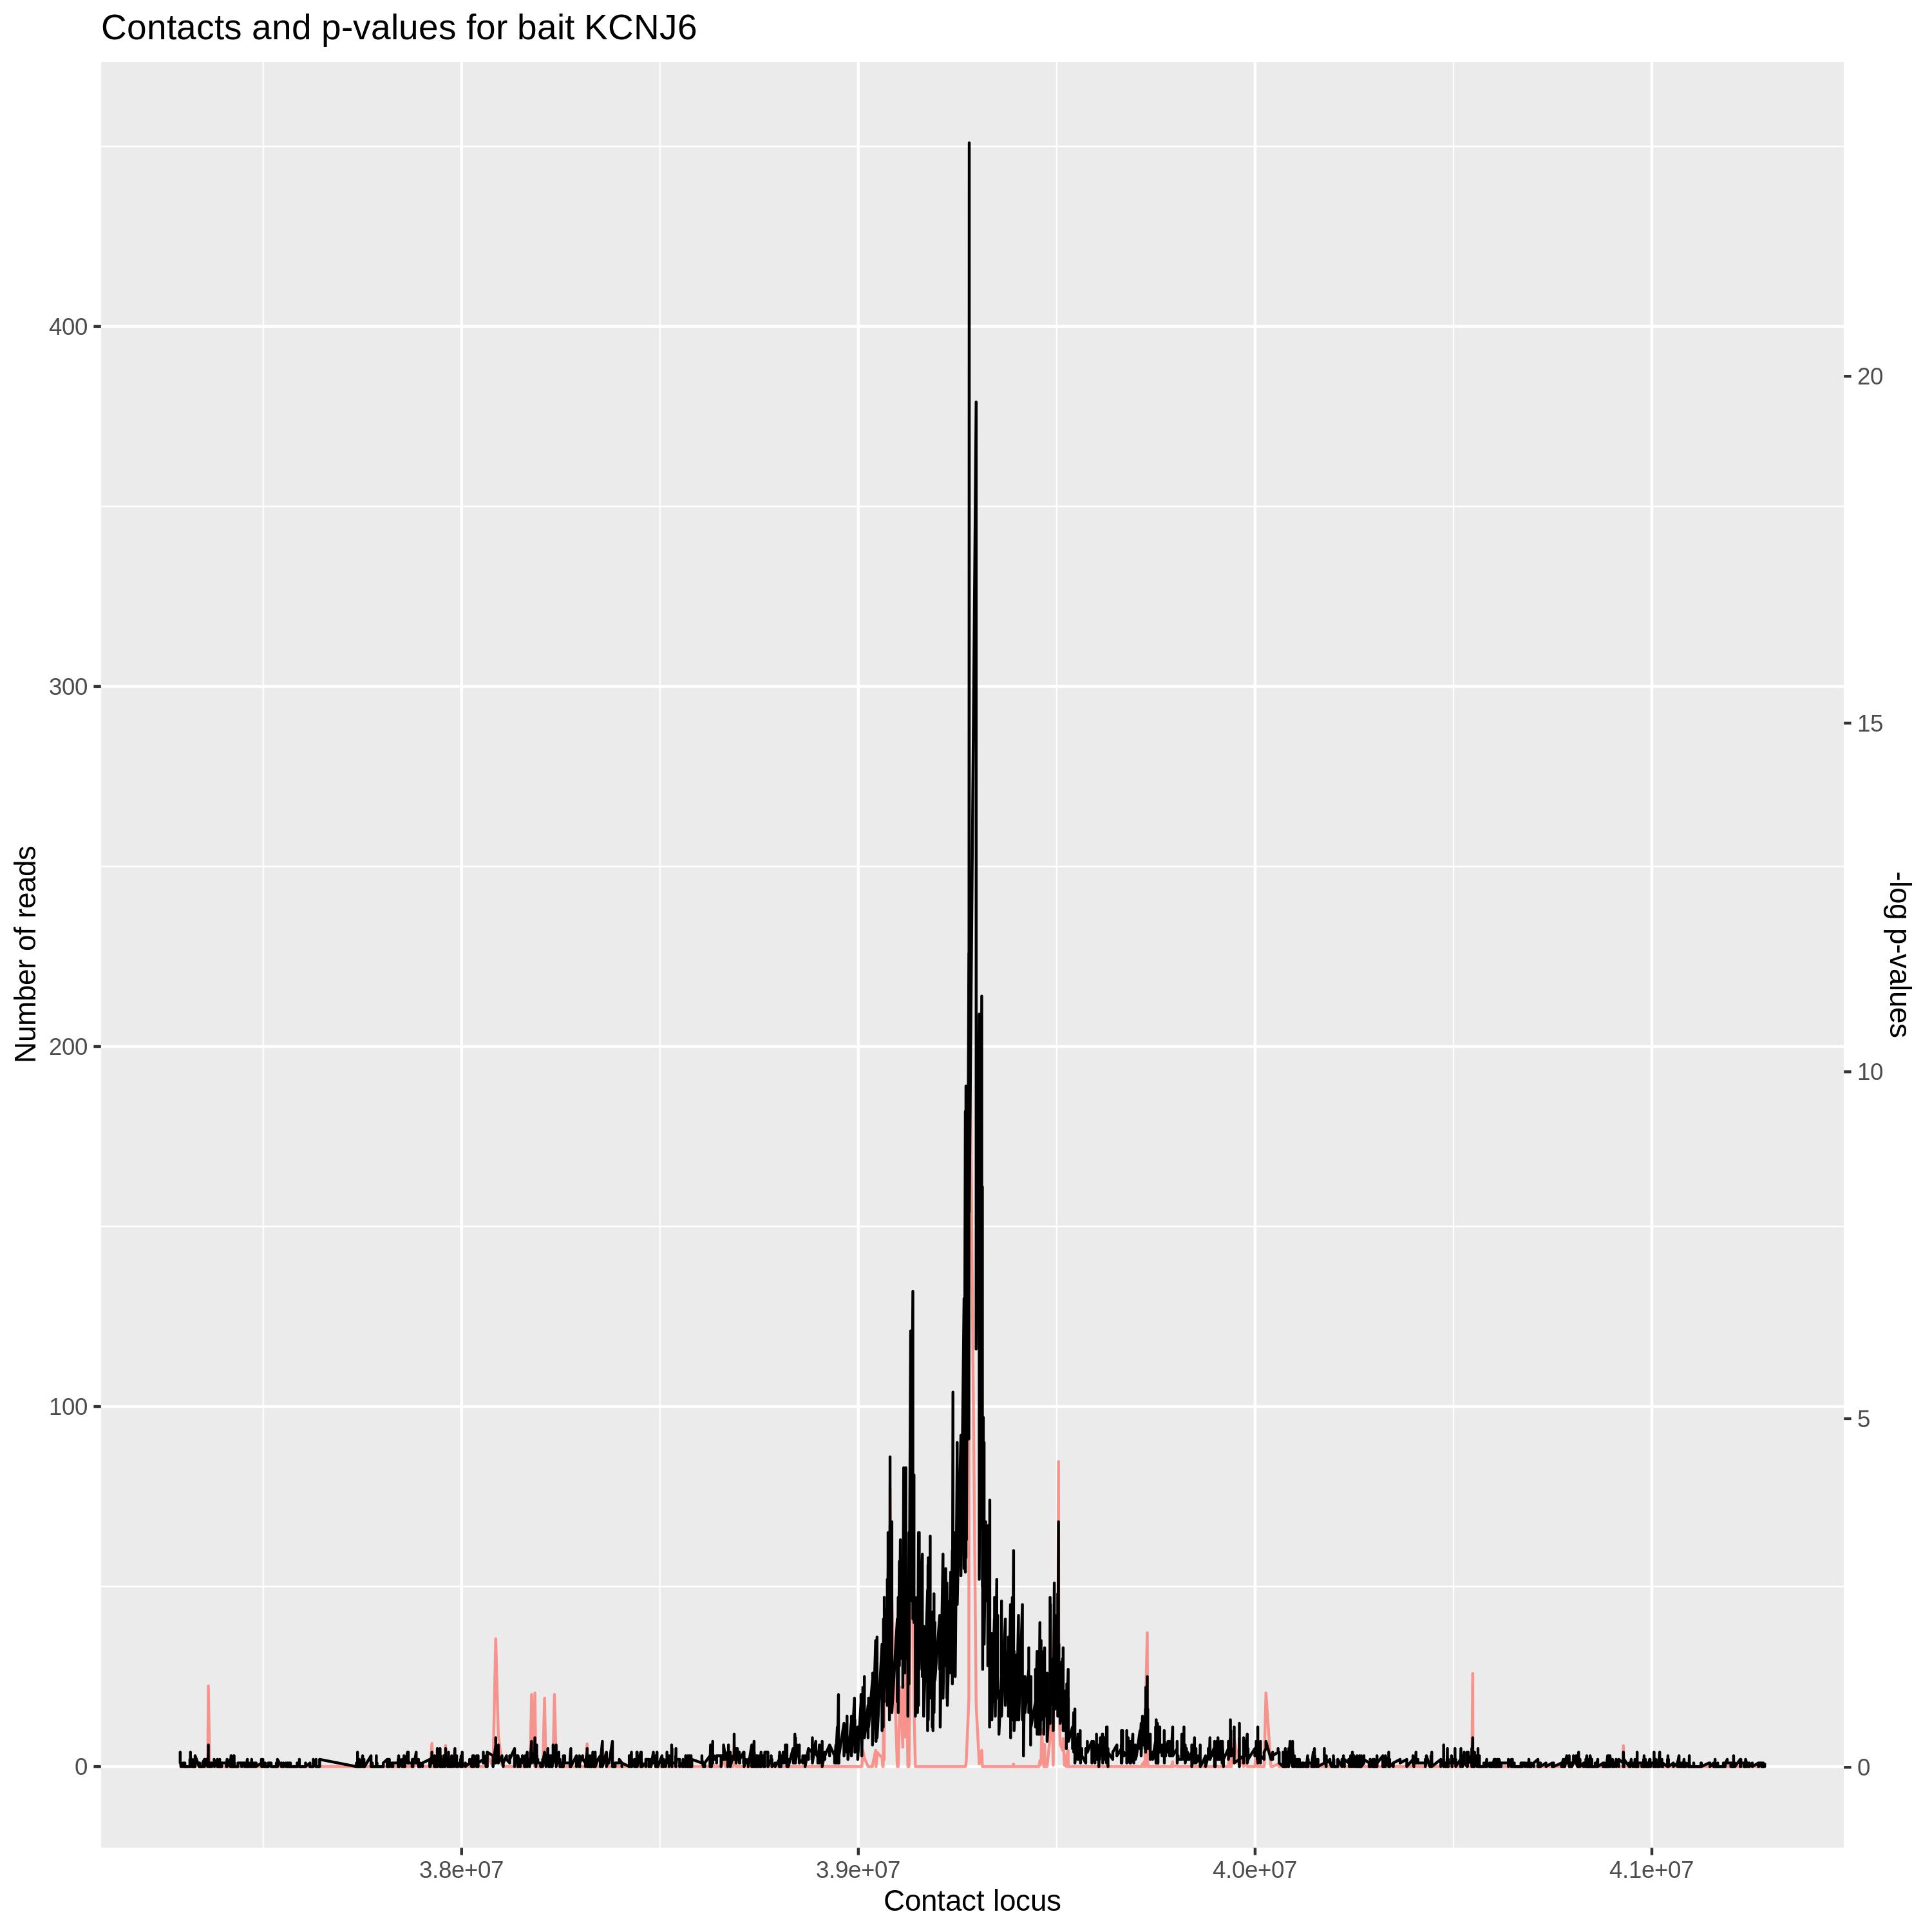 Contacts and p-values for bait KCNJ6
Number of reads
400
300
200
100
0
20
15
10
5
0
-log p-values
3.8e+07 3.9e+07 4.0e+07 4.1e+07
Contact locus